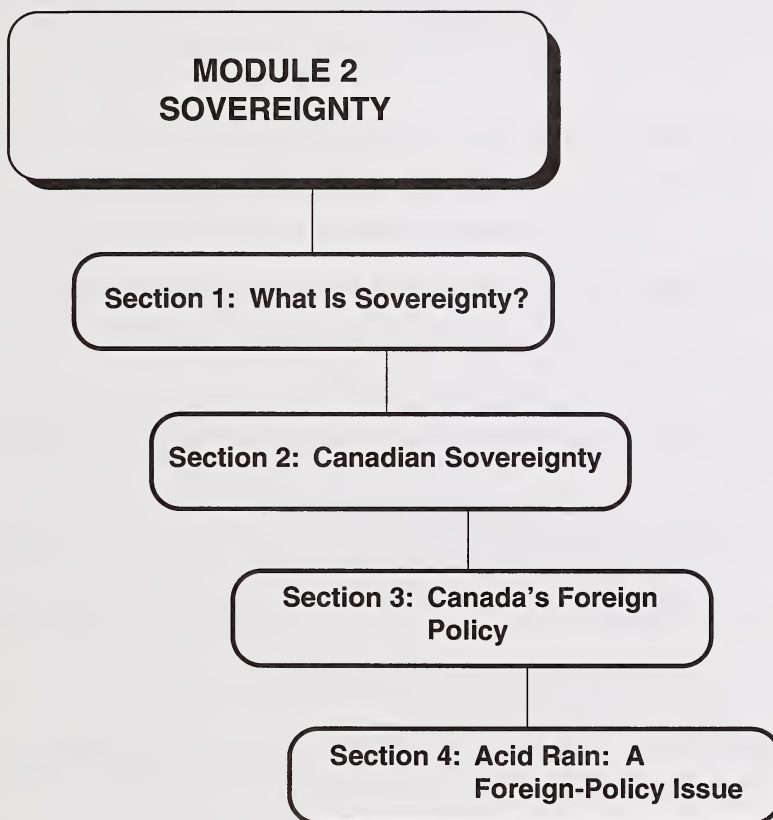 MODULE 2
SOVEREIGNTY
Section 1: What Is Sovereignty?
Section 2: Canadian Sovereignty
Section 3: Canada's Foreign
Policy
Section 4: Acid Rain: A
Foreign-Policy Issue